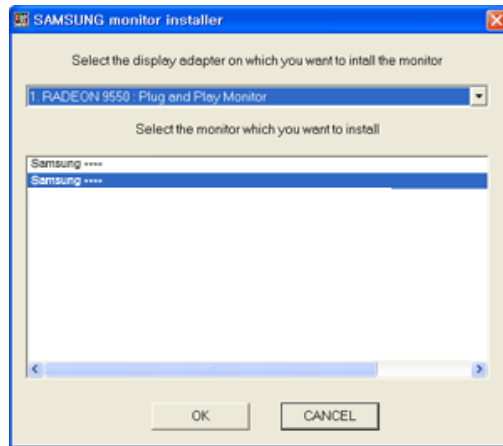 SAMSUNG monitor installer
Select the display adapter on which you want to intall the monitor
1. RADEON 9550 : Plug and Play Monitor
Select the monitor which you want to install
Samsung ----
Samsung ----
OK
CANCEL